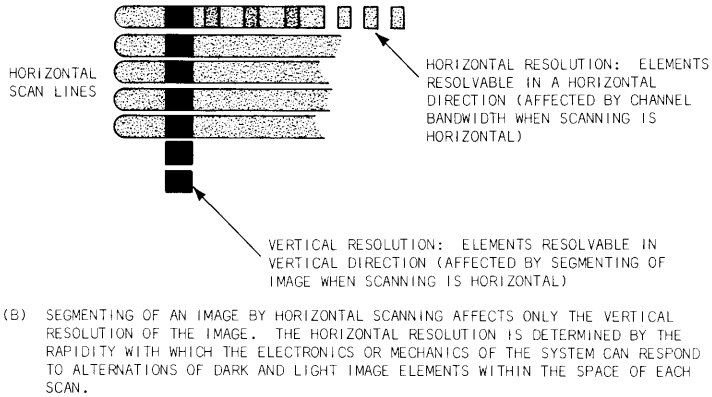 HORIZONTAL
SCAN LINES
HORIZONTAL RESOLUTION: ELEMENTS
RESOLVABLE IN A HORIZONTAL
DIRECTION (AFFECTED BY CHANNEL
BANDWIDTH WHEN SCANNING IS
HORIZONTAL)
VERTICAL RESOLUTION: ELEMENTS RESOLVABLE IN
VERTICAL DIRECTION (AFFECTED BY SEGMENTING OF
IMAGE WHEN SCANNING IS HORIZONTAL)
(B) SEGMENTING OF AN IMAGE BY HORIZONTAL SCANNING AFFECTS ONLY THE VERTICAL
RESOLUTION OF THE IMAGE. THE HORIZONTAL RESOLUTION IS DETERMINED BY THE
RAPIDITY WITH WHICH THE ELECTRONICS OR MECHANICS OF THE SYSTEM CAN RESPOND
TO ALTERNATIONS OF DARK AND LIGHT IMAGE ELEMENTS WITHIN THE SPACE OF EACH
SCAN.